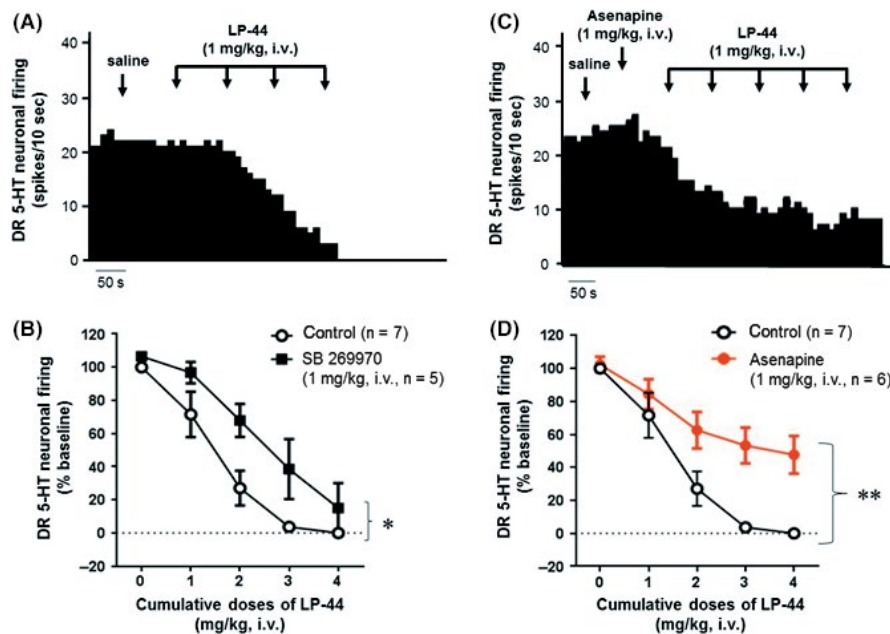 (A)
LP-44
(1 mg/kg, i.v.)
saline
DR 5-HT neuronal firing
(spikes/10 sec)
40
30
20
10
0
50 s
(C)
Asenapine
(1 mg/kg, i.v.)
LP-44
(1 mg/kg, i.v.)
saline
DR 5-HT neuronal firing
(spikes/10 sec)
40
30
20
10
0
50 s
(B)
Control (n = 7)
SB 269970
(1 mg/kg, i.v., n = 5)
DR 5-HT neuronal firing
(% baseline)
120
100
80
60
40
20
0
–20
*
0 1 2 3 4
Cumulative doses of LP-44
(mg/kg, i.v.)
(D)
Control (n = 7)
Asenapine
(1 mg/kg, i.v., n = 6)
DR 5-HT neuronal firing
(% baseline)
120
100
80
60
40
20
0
–20
**
0 1 2 3 4
Cumulative doses of LP-44
(mg/kg, i.v.)